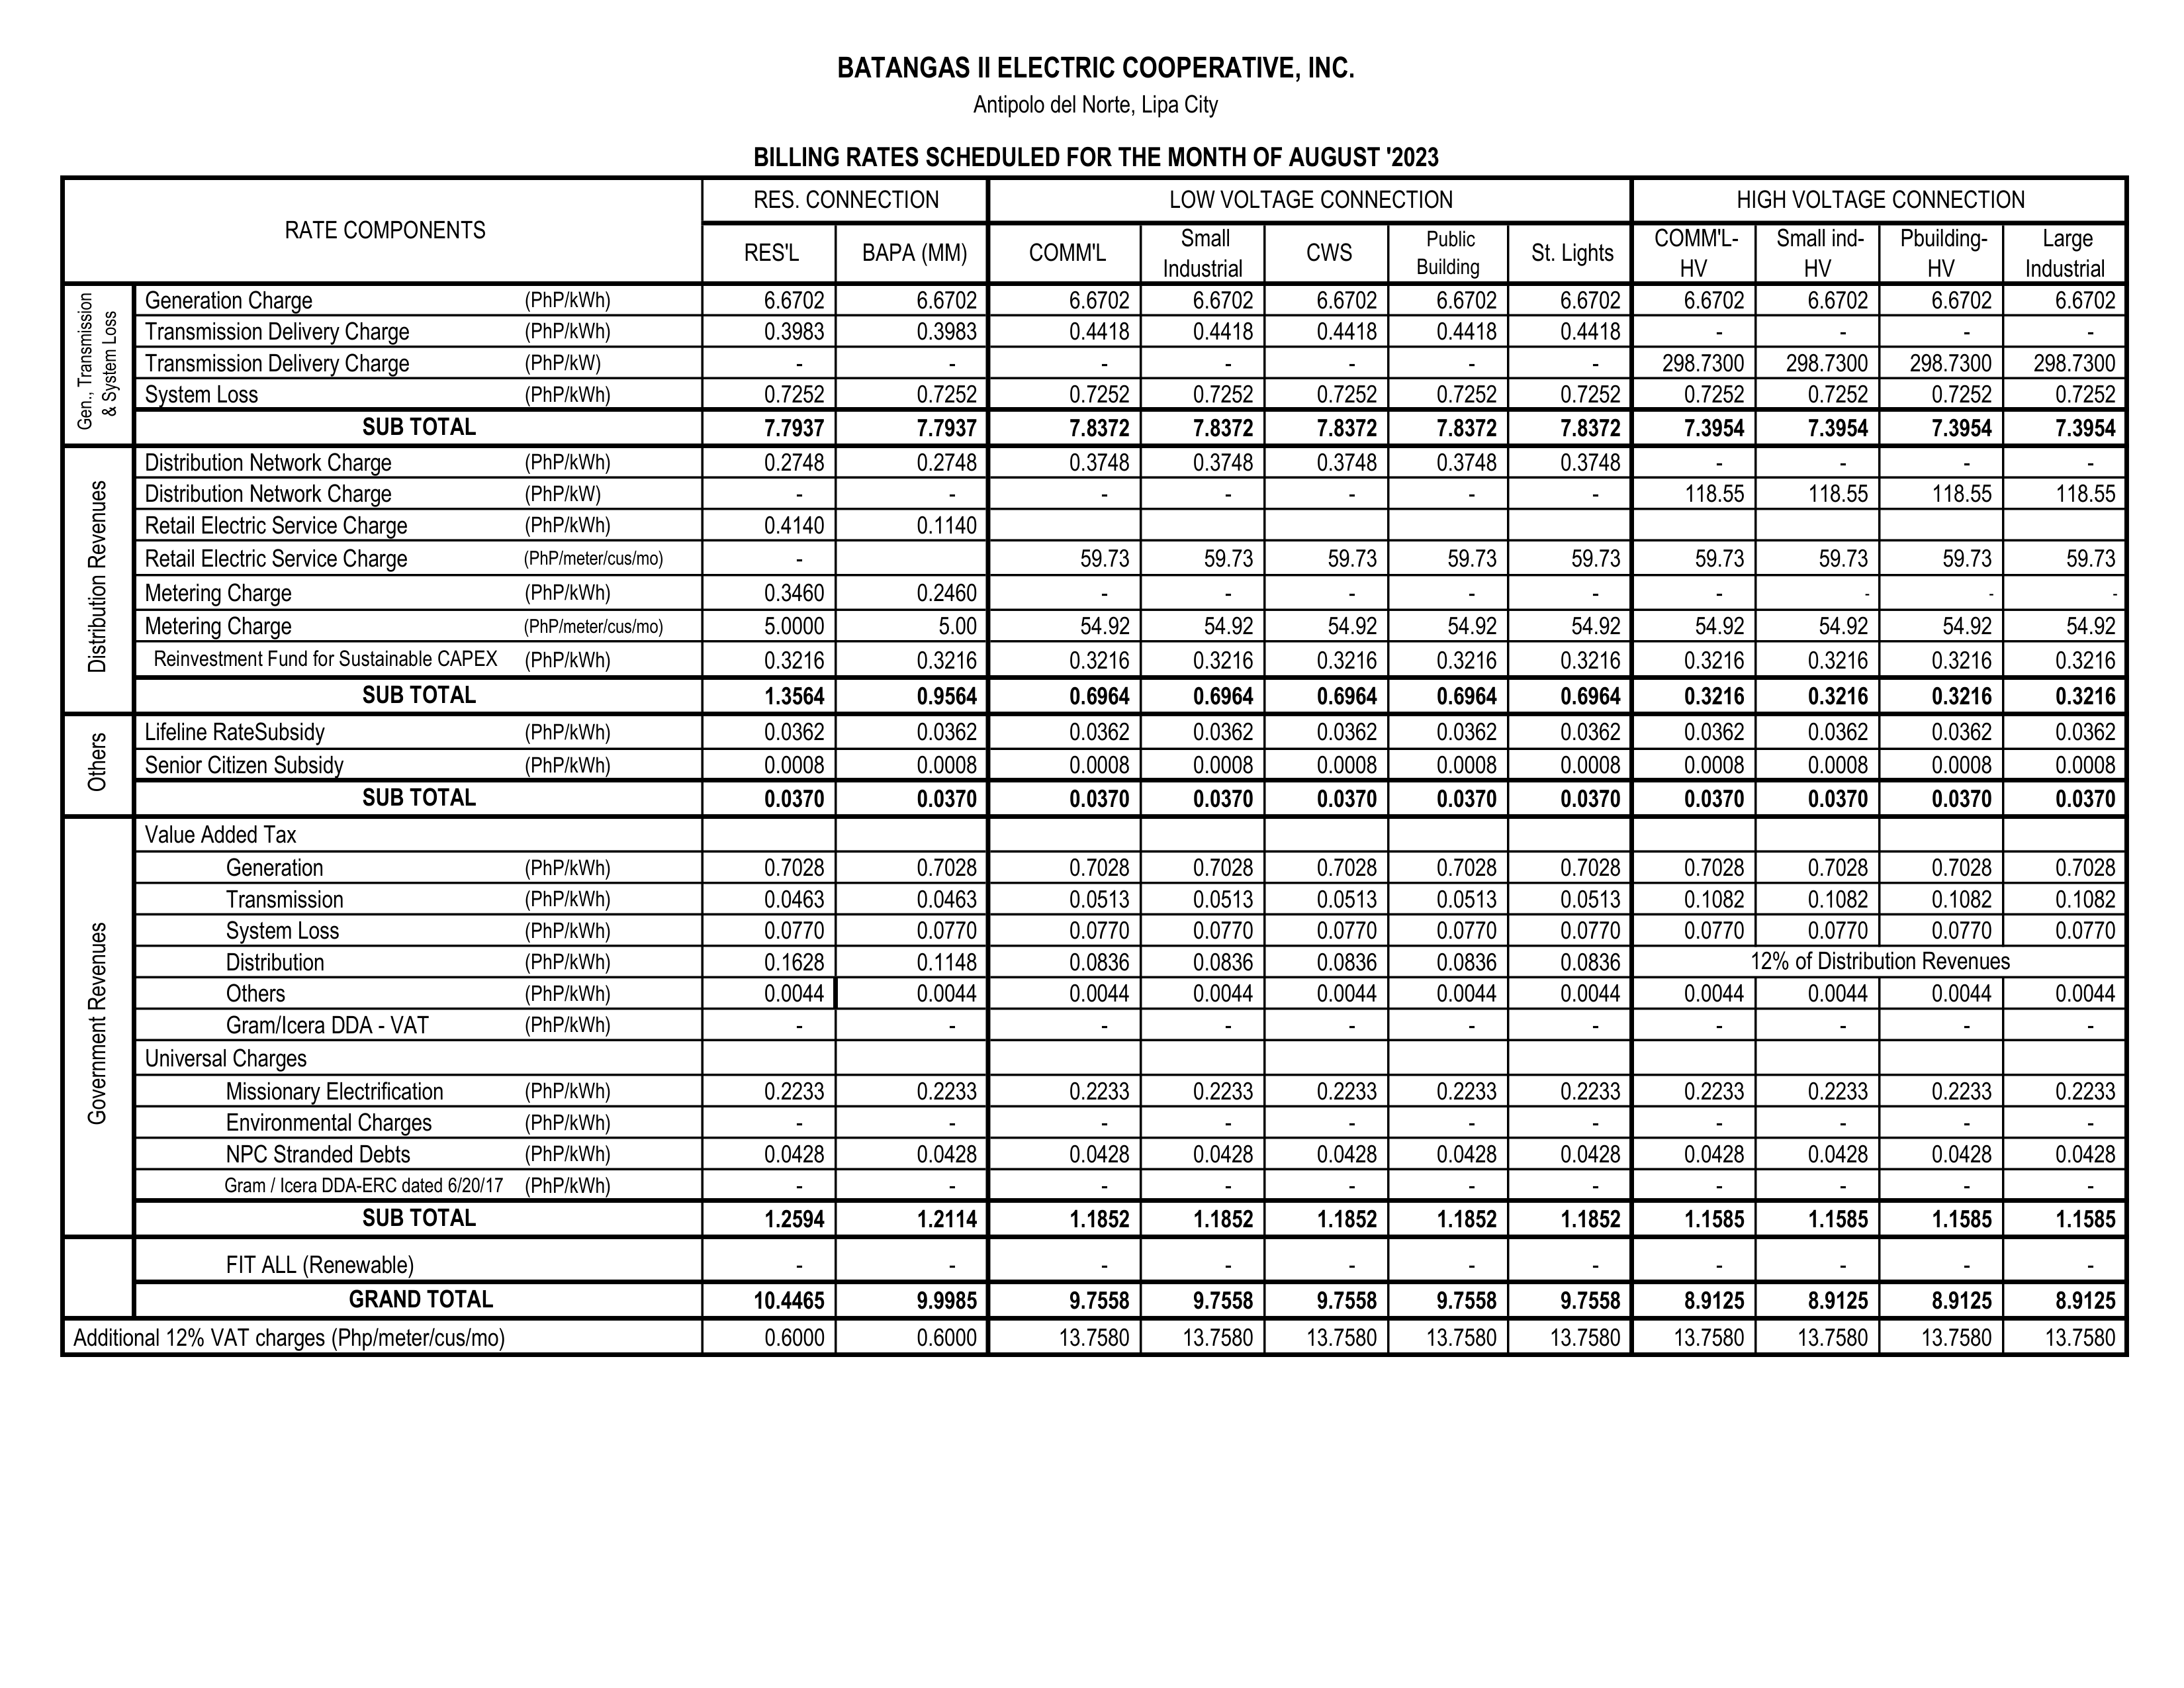 BATANGAS II ELECTRIC COOPERATIVE, INC.
Antipolo del Norte, Lipa City
BILLING RATES SCHEDULED FOR THE MONTH OF AUGUST '2023
RATE COMPONENTS RES. CONNECTION LOW VOLTAGE CONNECTION HIGH VOLTAGE CONNECTION
RES'L BAPA (MM) COMM'L Small Industrial CWS Public Building St. Lights COMM'L-HV Small ind-HV Pbuilding-HV Large Industrial
Gen., Transmission & System Loss
Generation Charge (PhP/kWh) 6.6702 6.6702 6.6702 6.6702 6.6702 6.6702 6.6702 6.6702 6.6702 6.6702 6.6702
Transmission Delivery Charge (PhP/kWh) 0.3983 0.3983 0.4418 0.4418 0.4418 0.4418 0.4418 - - - -
Transmission Delivery Charge (PhP/kW) - - - - - - - 298.7300 298.7300 298.7300 298.7300
System Loss (PhP/kWh) 0.7252 0.7252 0.7252 0.7252 0.7252 0.7252 0.7252 0.7252 0.7252 0.7252 0.7252
SUB TOTAL 7.7937 7.7937 7.8372 7.8372 7.8372 7.8372 7.8372 7.3954 7.3954 7.3954 7.3954
Distribution Revenues
Distribution Network Charge (PhP/kWh) 0.2748 0.2748 0.3748 0.3748 0.3748 0.3748 0.3748 - - - -
Distribution Network Charge (PhP/kW) - - - - - - - 118.55 118.55 118.55 118.55
Retail Electric Service Charge (PhP/kWh) 0.4140 0.1140
Retail Electric Service Charge (PhP/meter/cus/mo) - 59.73 59.73 59.73 59.73 59.73 59.73 59.73 59.73 59.73
Metering Charge (PhP/kWh) 0.3460 0.2460 - - - - - - - - -
Metering Charge (PhP/meter/cus/mo) 5.0000 5.00 54.92 54.92 54.92 54.92 54.92 54.92 54.92 54.92 54.92
Reinvestment Fund for Sustainable CAPEX (PhP/kWh) 0.3216 0.3216 0.3216 0.3216 0.3216 0.3216 0.3216 0.3216 0.3216 0.3216 0.3216
SUB TOTAL 1.3564 0.9564 0.6964 0.6964 0.6964 0.6964 0.6964 0.3216 0.3216 0.3216 0.3216
Others
Lifeline RateSubsidy (PhP/kWh) 0.0362 0.0362 0.0362 0.0362 0.0362 0.0362 0.0362 0.0362 0.0362 0.0362 0.0362
Senior Citizen Subsidy (PhP/kWh) 0.0008 0.0008 0.0008 0.0008 0.0008 0.0008 0.0008 0.0008 0.0008 0.0008 0.0008
SUB TOTAL 0.0370 0.0370 0.0370 0.0370 0.0370 0.0370 0.0370 0.0370 0.0370 0.0370 0.0370
Government Revenues
Value Added Tax
Generation (PhP/kWh) 0.7028 0.7028 0.7028 0.7028 0.7028 0.7028 0.7028 0.7028 0.7028 0.7028 0.7028
Transmission (PhP/kWh) 0.0463 0.0463 0.0513 0.0513 0.0513 0.0513 0.0513 0.1082 0.1082 0.1082 0.1082
System Loss (PhP/kWh) 0.0770 0.0770 0.0770 0.0770 0.0770 0.0770 0.0770 0.0770 0.0770 0.0770 0.0770
Distribution (PhP/kWh) 0.1628 0.1148 0.0836 0.0836 0.0836 0.0836 0.0836 12% of Distribution Revenues
Others (PhP/kWh) 0.0044 0.0044 0.0044 0.0044 0.0044 0.0044 0.0044 0.0044 0.0044 0.0044 0.0044
Gram/Icera DDA - VAT (PhP/kWh) - - - - - - - - - - -
Universal Charges
Missionary Electrification (PhP/kWh) 0.2233 0.2233 0.2233 0.2233 0.2233 0.2233 0.2233 0.2233 0.2233 0.2233 0.2233
Environmental Charges (PhP/kWh) - - - - - - - - - - -
NPC Stranded Debts (PhP/kWh) 0.0428 0.0428 0.0428 0.0428 0.0428 0.0428 0.0428 0.0428 0.0428 0.0428 0.0428
Gram / Icera DDA-ERC dated 6/20/17 (PhP/kWh) - - - - - - - - - - -
SUB TOTAL 1.2594 1.2114 1.1852 1.1852 1.1852 1.1852 1.1852 1.1585 1.1585 1.1585 1.1585
FIT ALL (Renewable) - - - - - - - - - - -
GRAND TOTAL 10.4465 9.9985 9.7558 9.7558 9.7558 9.7558 9.7558 8.9125 8.9125 8.9125 8.9125
Additional 12% VAT charges (Php/meter/cus/mo) 0.6000 0.6000 13.7580 13.7580 13.7580 13.7580 13.7580 13.7580 13.7580 13.7580 13.7580